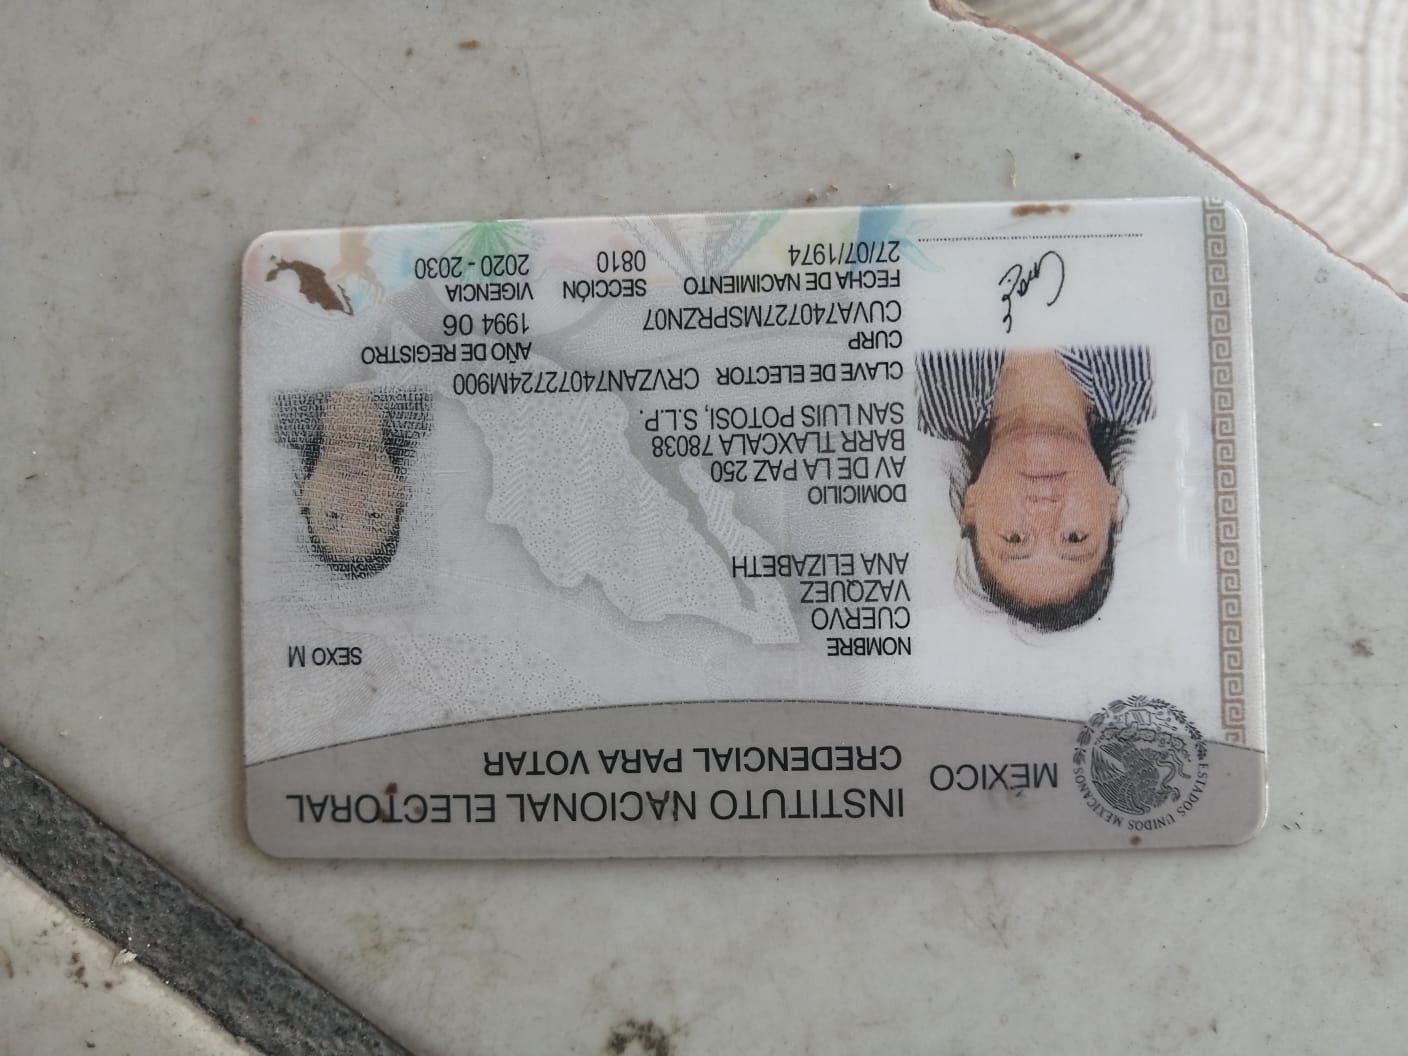 MÉXICO
INSTITUTO NACIONAL ELECTORAL
CREDENCIAL PARA VOTAR
ESTADOS UNIDOS MEXICANOS
NOMBRE
CUERVO
VAZQUEZ
ANA ELIZABETH
SEXO M
DOMICILIO
AV DE LA PAZ 250
BARR TLAXCALA 78038
SAN LUIS POTOSI, S.L.P.
CLAVE DE ELECTOR CRVZAN74072724M900
CURP
CUVA740727MSPRZN07
AÑO DE REGISTRO
1994 06
FECHA DE NACIMIENTO
27/07/1974
SECCIÓN
0810
VIGENCIA
2020 - 2030